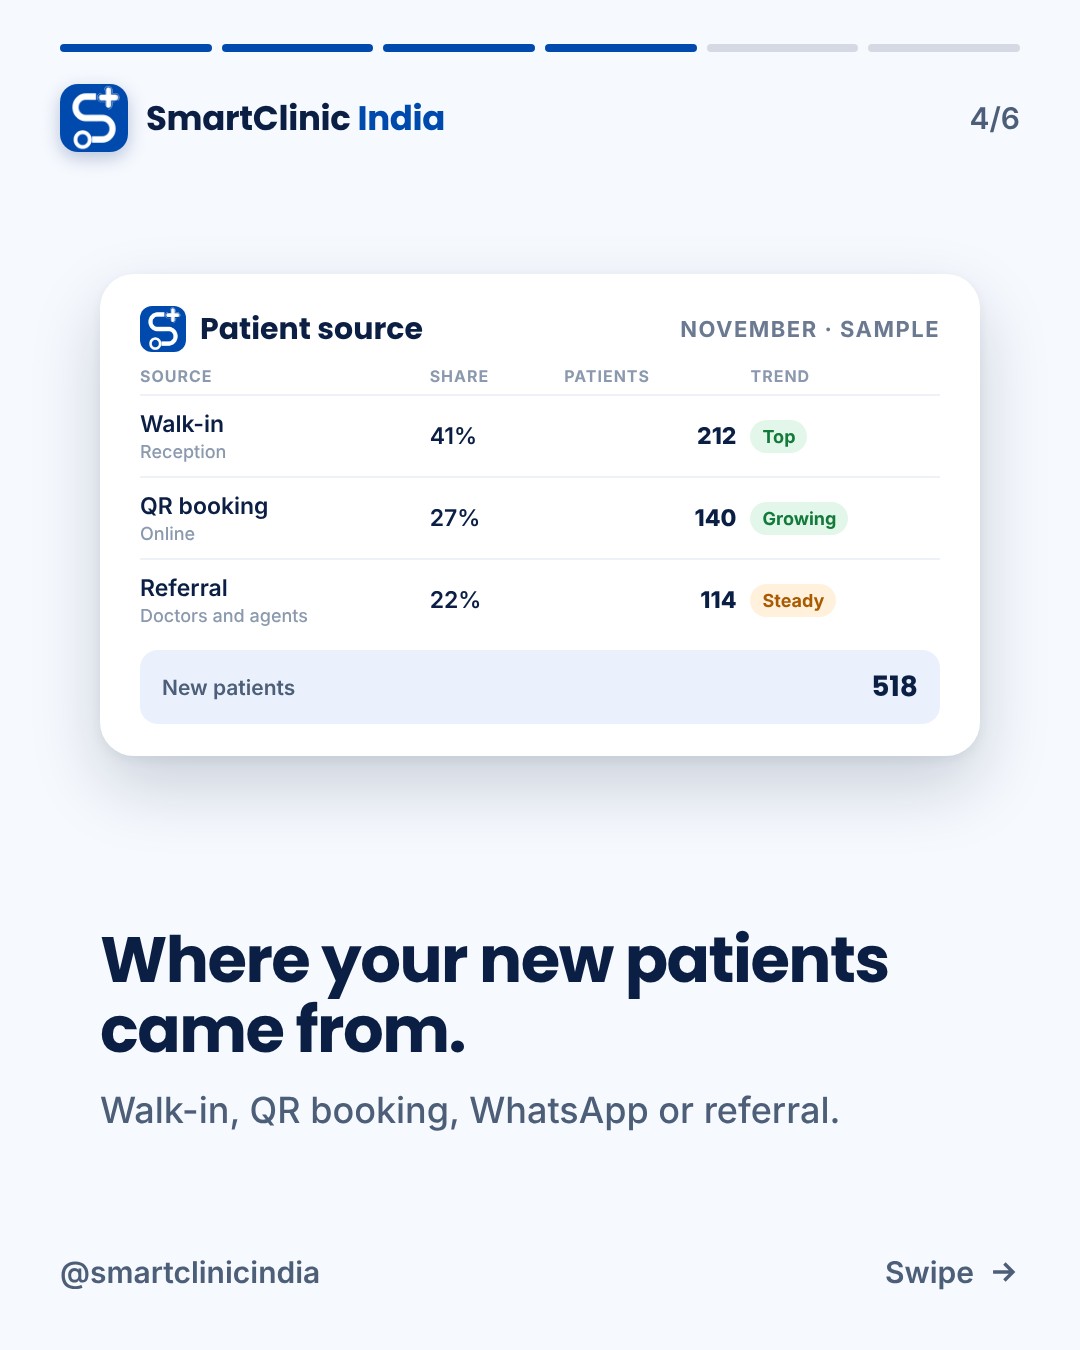 SmartClinic India
4/6
Patient source
NOVEMBER · SAMPLE
SOURCE SHARE PATIENTS TREND
Walk-in
Reception
41% 212 Top
QR booking
Online
27% 140 Growing
Referral
Doctors and agents
22% 114 Steady
New patients 518
Where your new patients
came from.
Walk-in, QR booking, WhatsApp or referral.
@smartclinicindia
Swipe →